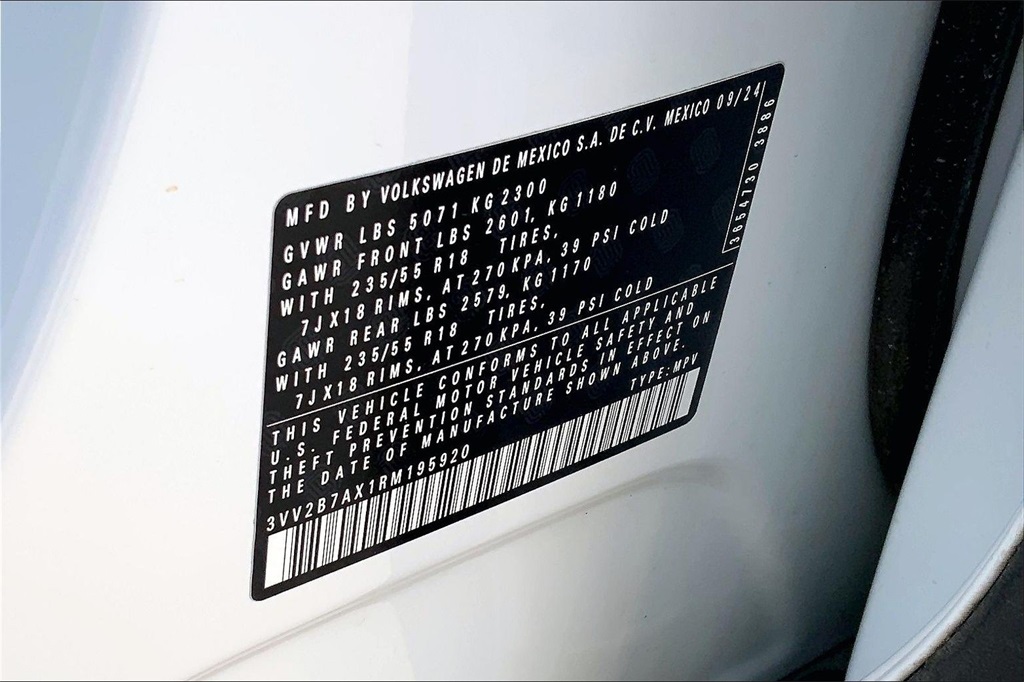 MFD BY VOLKSWAGEN DE MEXICO S.A. DE C.V. MEXICO 09/24
GVWR LBS 5071 KG 2300
GAWR FRONT LBS 2601, KG 1180
WITH 235/55 R18 TIRES,
7JX18 RIMS, AT 270 KPA, 39 PSI COLD
GAWR REAR LBS 2579, KG 1170
WITH 235/55 R18 TIRES,
7JX18 RIMS, AT 270 KPA, 39 PSI COLD
3654730 3886
THIS VEHICLE CONFORMS TO ALL APPLICABLE
U.S. FEDERAL MOTOR VEHICLE SAFETY AND
THEFT PREVENTION STANDARDS IN EFFECT ON
THE DATE OF MANUFACTURE SHOWN ABOVE.
3VV2B7AX1RM195920 TYPE: MPV